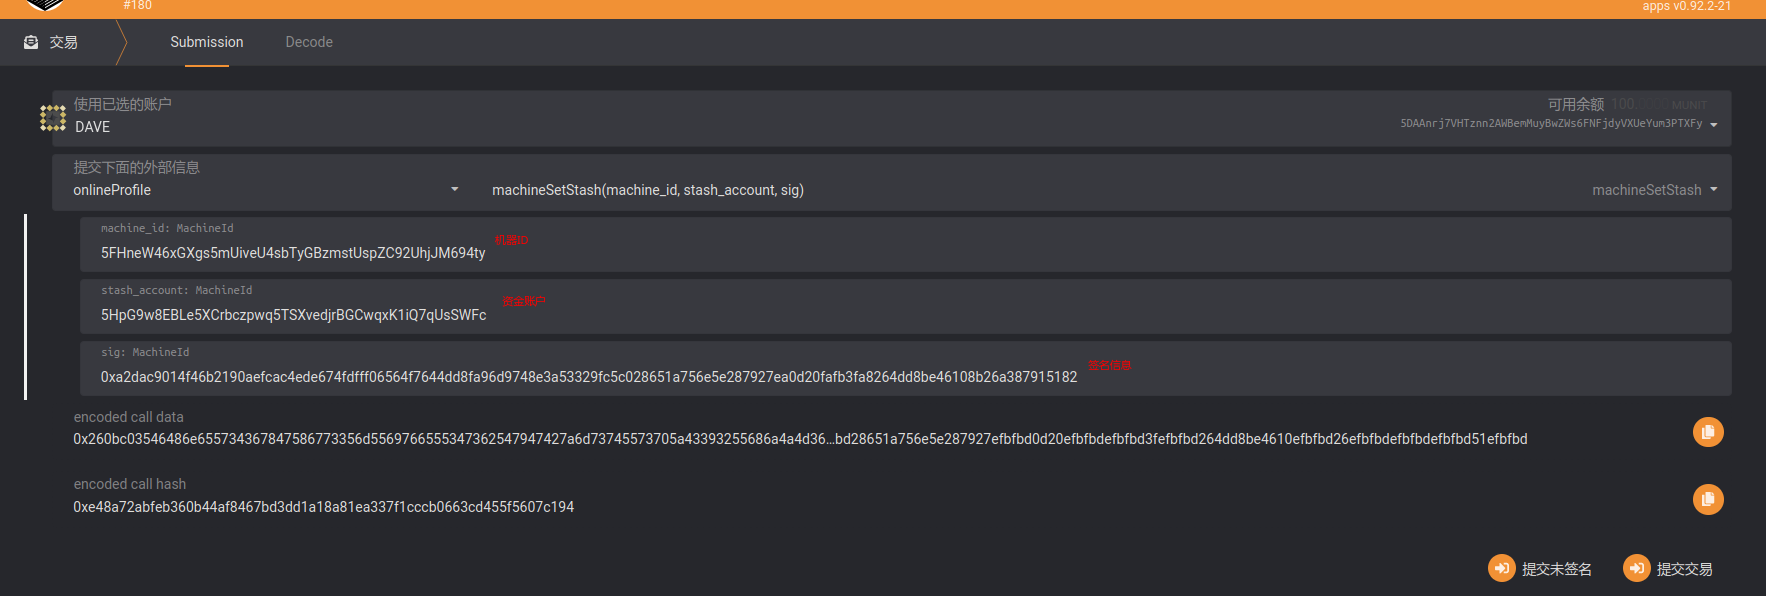 #180
apps v0.92.2-21
交易
Submission
Decode
使用已选的账户
DAVE
可用余额 100.0000 MUNIT
5DAAnrj7VHTznn2AWBemMuyBwZWs6FNFjdyVXUeYum3PTXFy
提交下面的外部信息
onlineProfile
machineSetStash(machine_id, stash_account, sig)
machineSetStash
machine_id: MachineId
机器ID
5FHneW46xGXgs5mUiveU4sbTyGBzmstUspZC92UhjJM694ty
stash_account: MachineId
资金账户
5HpG9w8EBLe5XCrbczpwq5TSXvedjrBGCwqxK1iQ7qUsSWFc
sig: MachineId
签名信息
0xa2dac9014f46b2190aefcac4ede674fdfff06564f7644dd8fa96d9748e3a53329fc5c028651a756e5e287927ea0d20fafb3fa8264dd8be46108b26a387915182
encoded call data
0x260bc03546486e655734367847586773356d5569766555347362547947427a6d73745573705a43393255686a4a4d36...bd28651a756e5e287927efbfbd0d20efbfbdefbfbd3fefbfbd264dd8be4610efbfbd26efbfbdefbfbdefbfbd51efbfbd
encoded call hash
0xe48a72abfeb360b44af8467bd3dd1a18a81ea337f1cccb0663cd455f5607c194
提交未签名
提交交易